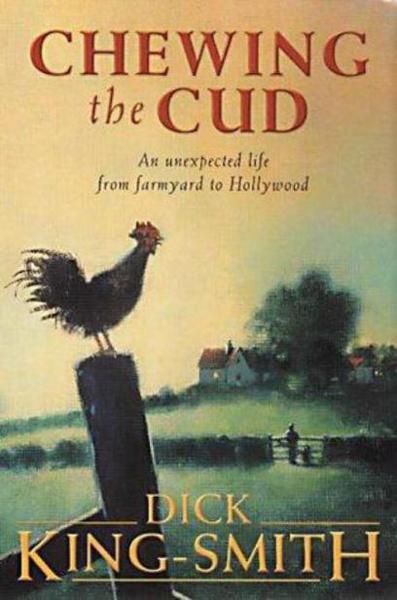 CHEWING
the CUD
An unexpected life
from farmyard to Hollywood
DICK
KING-SMITH